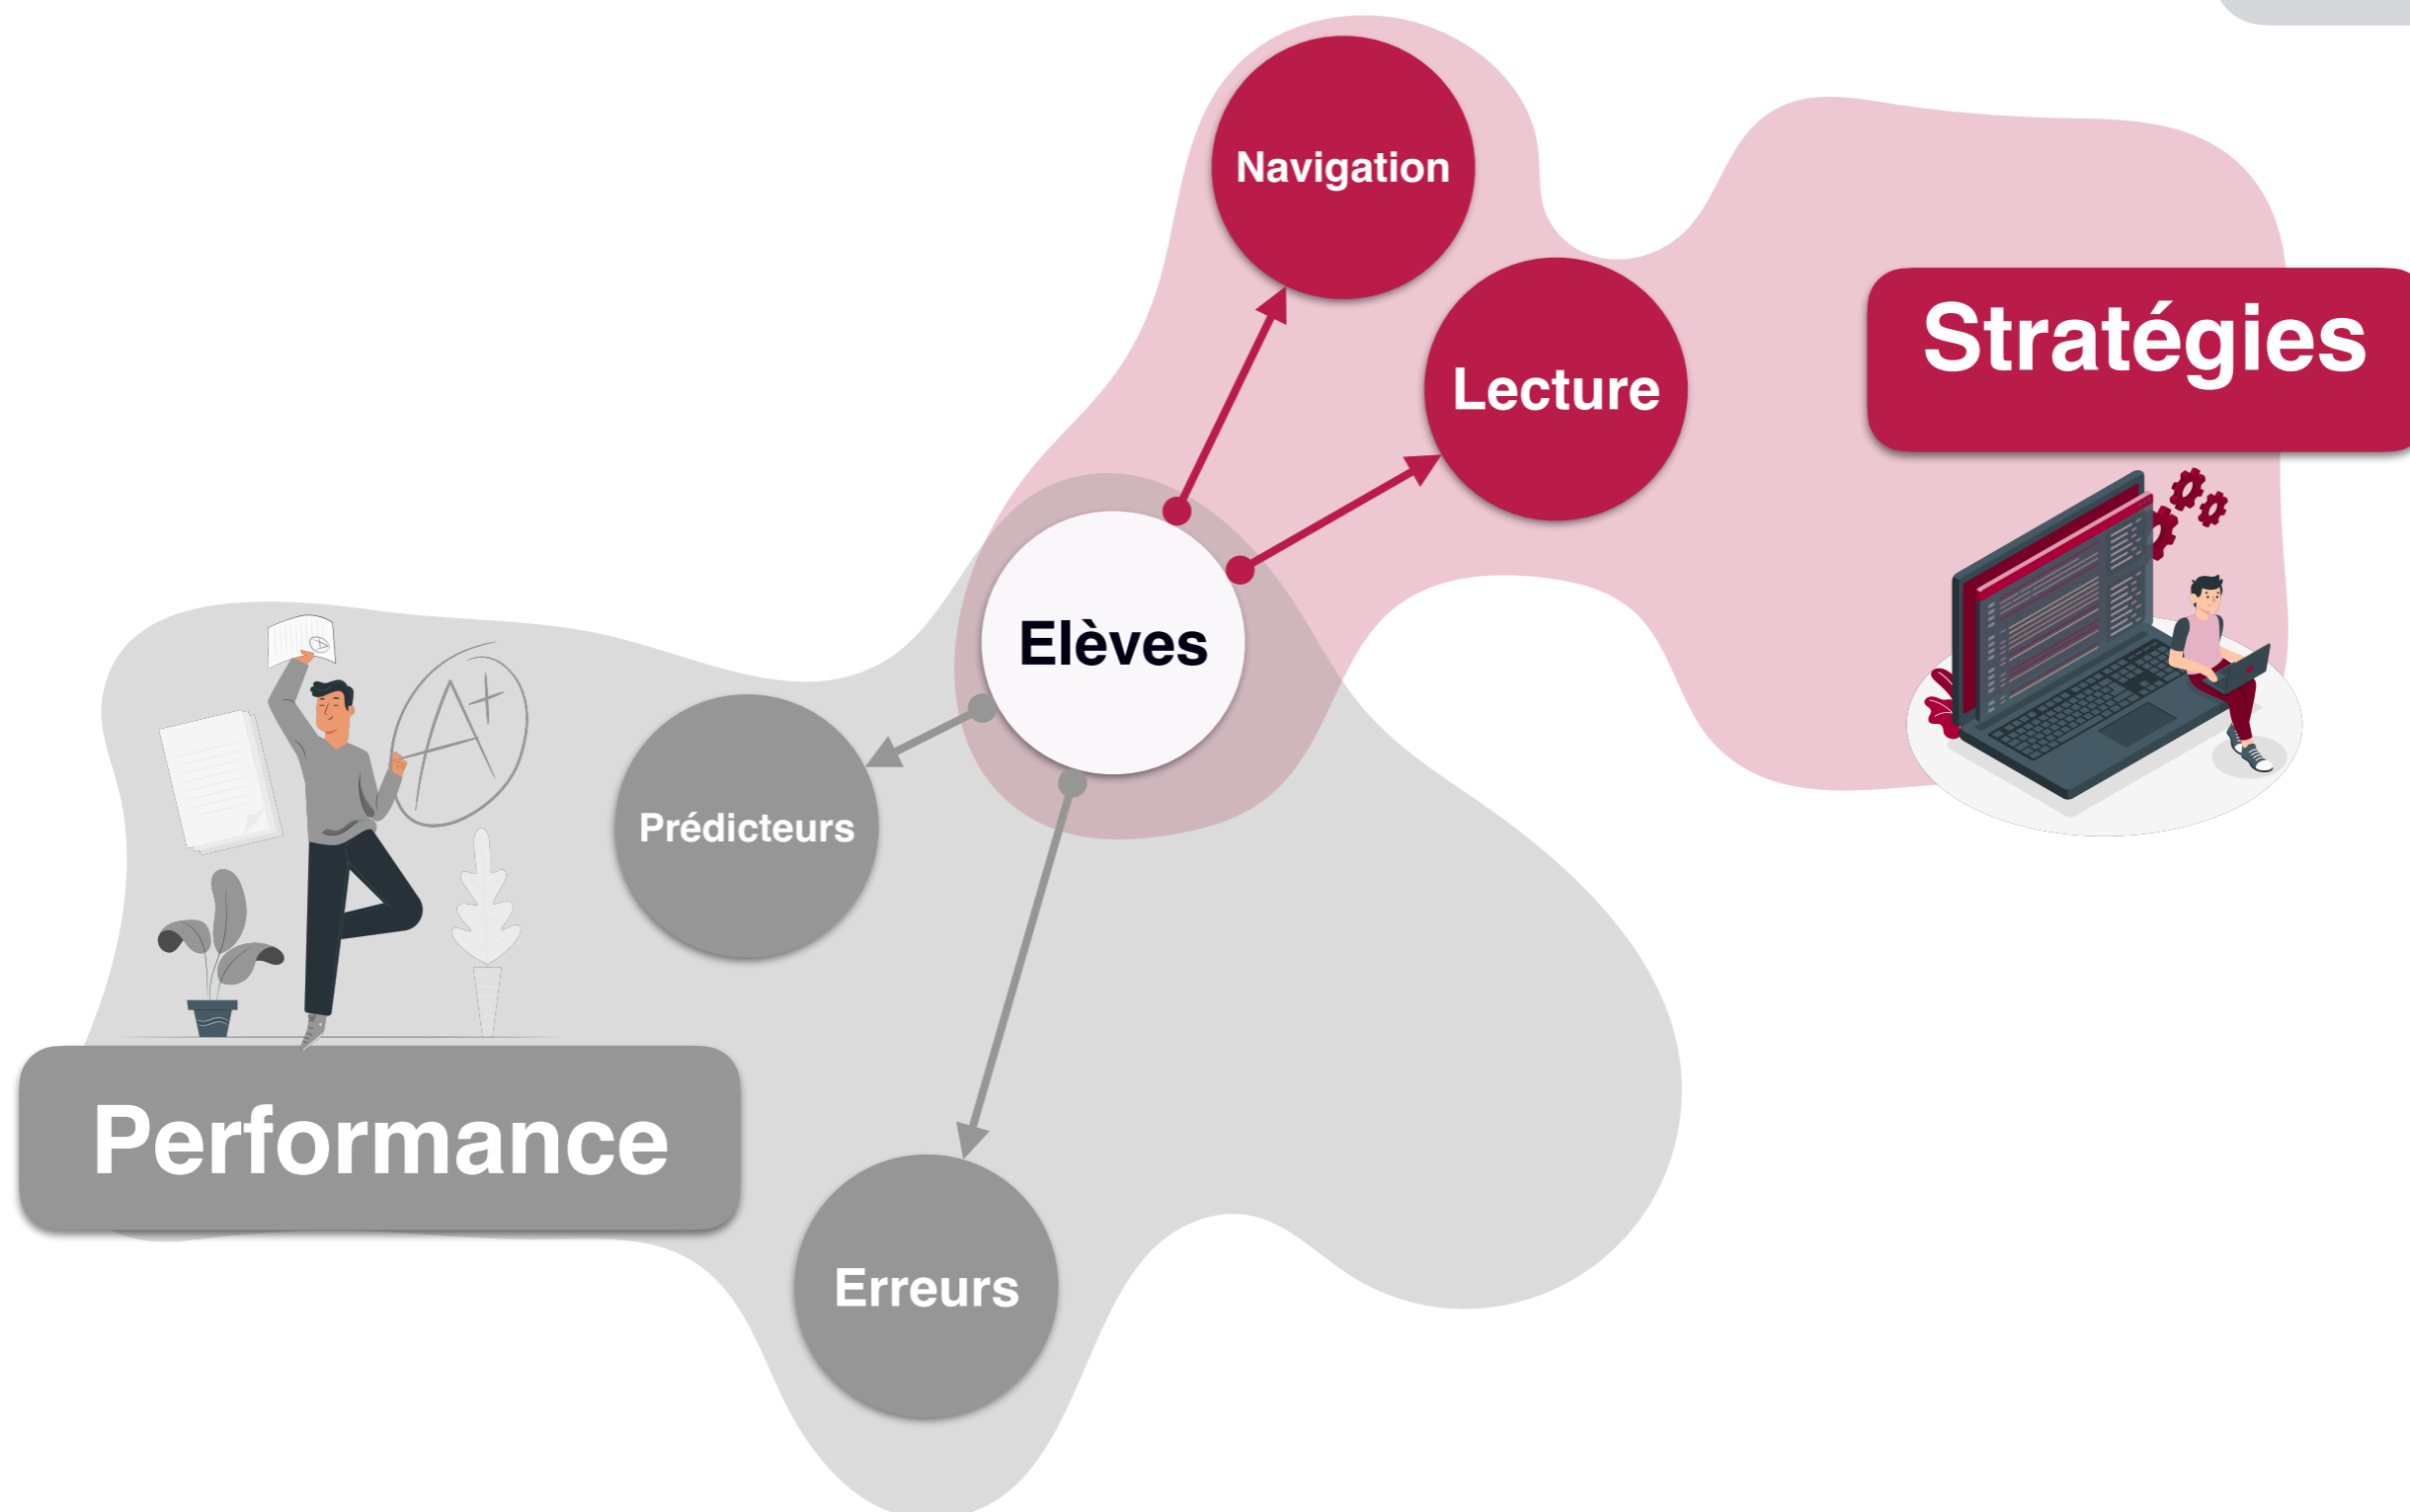 Navigation
Stratégies
Lecture
Elèves
A+
Prédicteurs
Performance
Erreurs